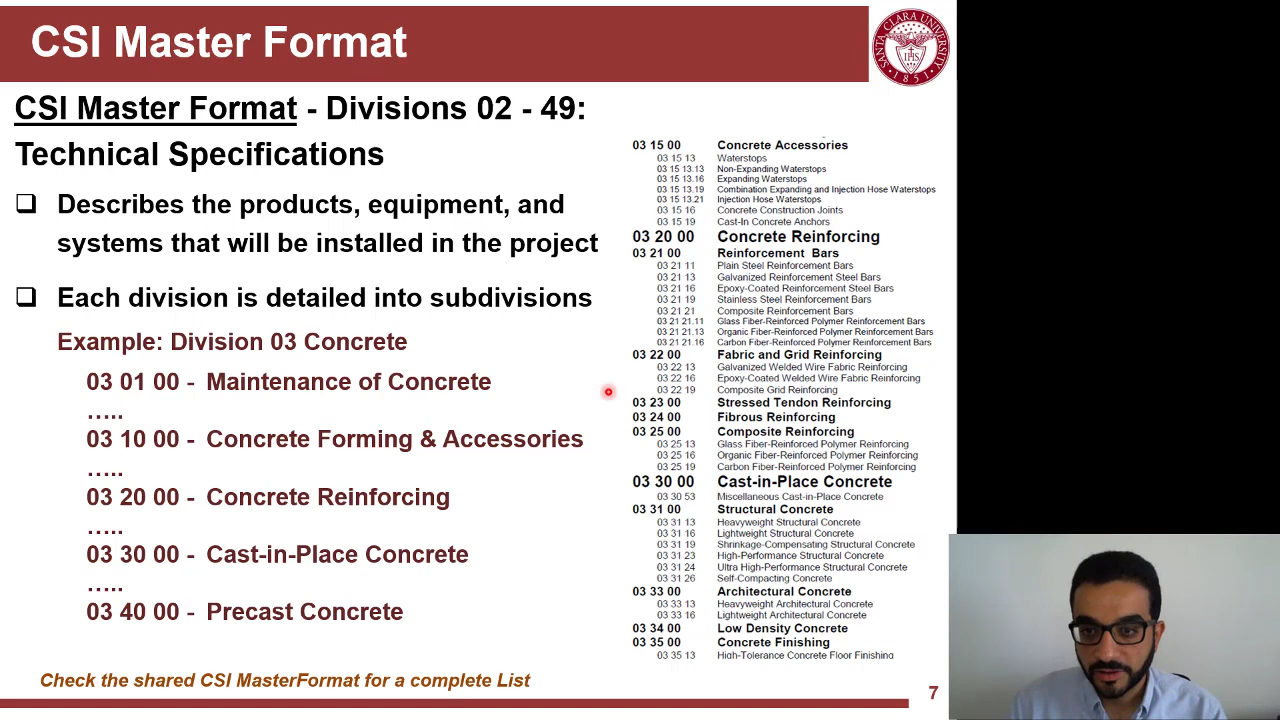 CSI Master Format
SANTA CLARA UNIVERSITY
IHS
1851
CSI Master Format - Divisions 02 - 49:
Technical Specifications
❑ Describes the products, equipment, and
systems that will be installed in the project
❑ Each division is detailed into subdivisions
Example: Division 03 Concrete
03 01 00 - Maintenance of Concrete
…..
03 10 00 - Concrete Forming & Accessories
…..
03 20 00 - Concrete Reinforcing
…..
03 30 00 - Cast-in-Place Concrete
…..
03 40 00 - Precast Concrete
Check the shared CSI MasterFormat for a complete List
03 15 00 Concrete Accessories
03 15 13 Waterstops
03 15 13.13 Non-Expanding Waterstops
03 15 13.16 Expanding Waterstops
03 15 13.19 Combination Expanding and Injection Hose Waterstops
03 15 13.21 Injection Hose Waterstops
03 15 16 Concrete Construction Joints
03 15 19 Cast-In Concrete Anchors
03 20 00 Concrete Reinforcing
03 21 00 Reinforcement Bars
03 21 11 Plain Steel Reinforcement Bars
03 21 13 Galvanized Reinforcement Steel Bars
03 21 16 Epoxy-Coated Reinforcement Steel Bars
03 21 19 Stainless Steel Reinforcement Bars
03 21 21 Composite Reinforcement Bars
03 21 21.11 Glass Fiber-Reinforced Polymer Reinforcement Bars
03 21 21.13 Organic Fiber-Reinforced Polymer Reinforcement Bars
03 21 21.16 Carbon Fiber-Reinforced Polymer Reinforcement Bars
03 22 00 Fabric and Grid Reinforcing
03 22 13 Galvanized Welded Wire Fabric Reinforcing
03 22 16 Epoxy-Coated Welded Wire Fabric Reinforcing
03 22 19 Composite Grid Reinforcing
03 23 00 Stressed Tendon Reinforcing
03 24 00 Fibrous Reinforcing
03 25 00 Composite Reinforcing
03 25 13 Glass Fiber-Reinforced Polymer Reinforcing
03 25 16 Organic Fiber-Reinforced Polymer Reinforcing
03 25 19 Carbon Fiber-Reinforced Polymer Reinforcing
03 30 00 Cast-in-Place Concrete
03 30 53 Miscellaneous Cast-in-Place Concrete
03 31 00 Structural Concrete
03 31 13 Heavyweight Structural Concrete
03 31 16 Lightweight Structural Concrete
03 31 19 Shrinkage-Compensating Structural Concrete
03 31 23 High-Performance Structural Concrete
03 31 24 Ultra High-Performance Structural Concrete
03 31 26 Self-Compacting Concrete
03 33 00 Architectural Concrete
03 33 13 Heavyweight Architectural Concrete
03 33 16 Lightweight Architectural Concrete
03 34 00 Low Density Concrete
03 35 00 Concrete Finishing
03 35 13 High-Tolerance Concrete Floor Finishing
7